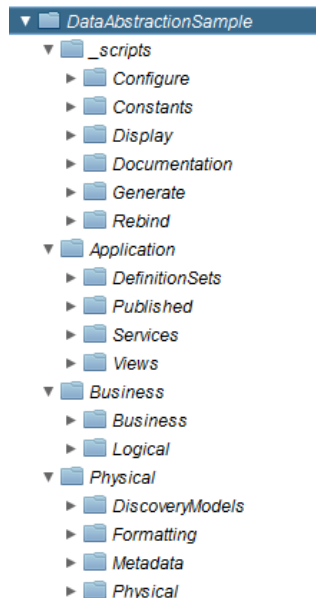 DataAbstractionSample
_scripts
Configure
Constants
Display
Documentation
Generate
Rebind
Application
DefinitionSets
Published
Services
Views
Business
Business
Logical
Physical
DiscoveryModels
Formatting
Metadata
Physical